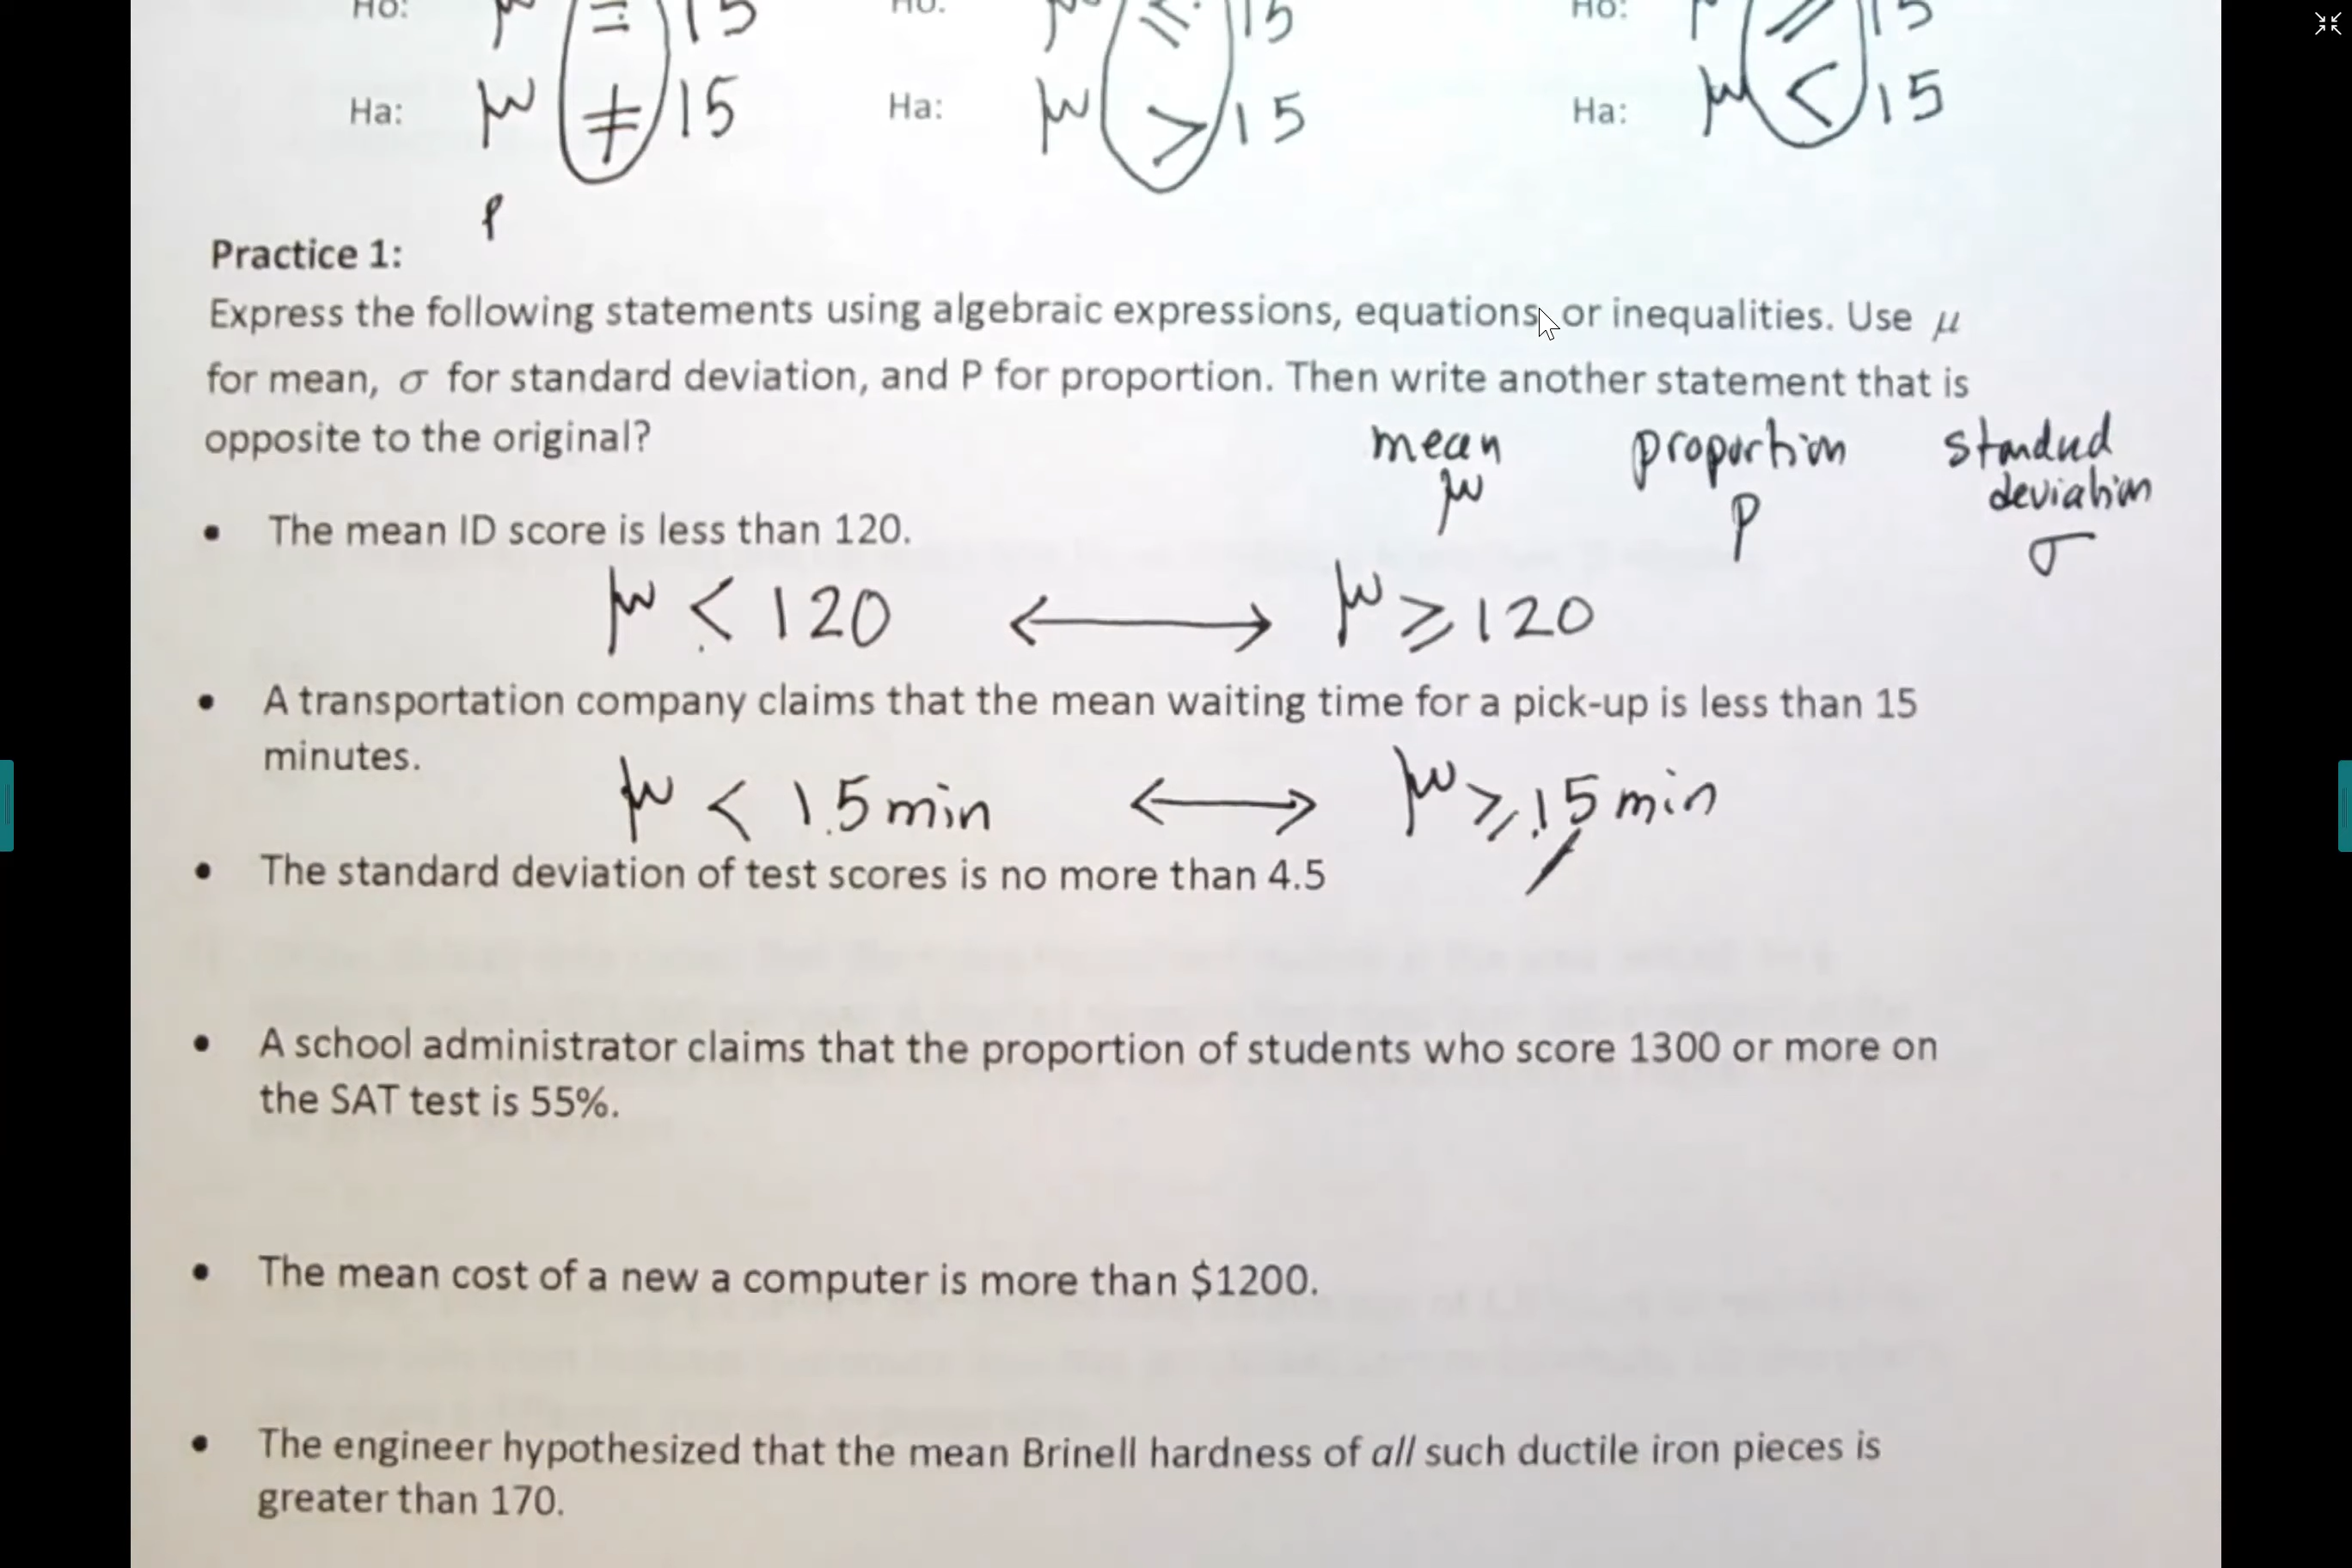 Ho: μ = 15 Ho: μ ≤ 15 Ho: μ ≥ 15
Ha: μ ≠ 15 Ha: μ > 15 Ha: μ < 15
P
Practice 1:
Express the following statements using algebraic expressions, equations, or inequalities. Use μ
for mean, σ for standard deviation, and P for proportion. Then write another statement that is
opposite to the original?
mean proportion standard
deviation
μ P σ
• The mean ID score is less than 120.
μ < 120 ⟷ μ ≥ 120
• A transportation company claims that the mean waiting time for a pick-up is less than 15
minutes.
μ < 15 min ⟷ μ ≥ 15 min
• The standard deviation of test scores is no more than 4.5
• A school administrator claims that the proportion of students who score 1300 or more on
the SAT test is 55%.
• The mean cost of a new a computer is more than $1200.
• The engineer hypothesized that the mean Brinell hardness of all such ductile iron pieces is
greater than 170.